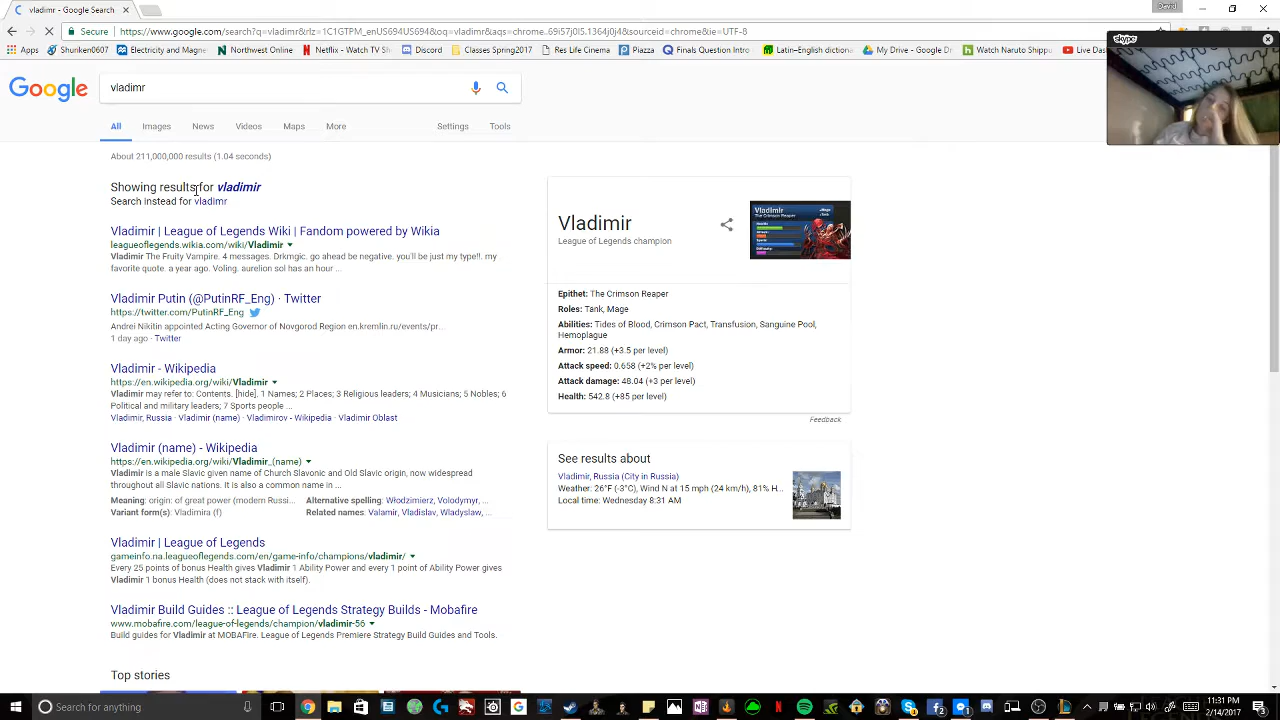 vladimr - Google Search
David
Secure
https://www.google.com/search?q=vladimr&rlz=1C1GTPM_enUS694US694&oq=vladimr&aqs=chrome..69i57j0l5.1364j0j4&sourceid=chrome&ie=UTF-8
Apps Shunken0607 Electricity and Magne Northwest Online Netflix - Watch TV Sh Classes Spring2017 Res Life Cinema Piazza Finals Question Intro Latin-English diction My Drive - Google Dr Watch Naruto Shippu Live Das
skype
Google
vladimr
All Images News Videos Maps More Settings Tools
About 211,000,000 results (1.04 seconds)
Showing results for vladimir
Search instead for vladimr
Vladimir | League of Legends Wiki | Fandom powered by Wikia
leagueoflegends.wikia.com/wiki/Vladimir
Vladimir The Fruity Vampire. 4 messages. Drkmgic. go ahead be negative. you'll be just my type!!. my
favorite quote. a year ago. Voling. aurelion sol has an hour ...
Vladimir Putin (@PutinRF_Eng) · Twitter
https://twitter.com/PutinRF_Eng
Andrei Nikitin appointed Acting Governor of Novgorod Region en.kremlin.ru/events/pr...
1 day ago · Twitter
Vladimir - Wikipedia
https://en.wikipedia.org/wiki/Vladimir
Vladimir may refer to: Contents. [hide]. 1 Names; 2 Places; 3 Religious leaders; 4 Musicians; 5 Nobles; 6
Political and military leaders; 7 Sports people ...
Vladimir, Russia · Vladimir (name) · Vladimirov - Wikipedia · Vladimir Oblast
Vladimir (name) - Wikipedia
https://en.wikipedia.org/wiki/Vladimir_(name)
Vladimir is a male Slavic given name of Church Slavonic and Old Slavic origin, now widespread
throughout all Slavic nations. It is also a common name in ...
Meaning: origin: of great power (modern Russi... Alternative spelling: Włodzimierz, Volodymyr, ...
Variant form(s): Vladimira (f) Related names: Valamir, Vladislav, Wladyslaw, ...
Vladimir | League of Legends
gameinfo.na.leagueoflegends.com/en/game-info/champions/vladimir/
Every 25 points of bonus Health gives Vladimir 1 Ability Power and every 1 point of Ability Power gives
Vladimir 1 bonus Health (does not stack with itself).
Vladimir Build Guides :: League of Legends Strategy Builds - Mobafire
www.mobafire.com/league-of-legends/champion/vladimir-56
Build guides for Vladimir at MOBAFire. League of Legends Premiere Strategy Build Guides and Tools.
Top stories
Vladimir
League of Legends champion
Vladimir
The Crimson Reaper
Epithet: The Crimson Reaper
Roles: Tank, Mage
Abilities: Tides of Blood, Crimson Pact, Transfusion, Sanguine Pool,
Hemoplague
Armor: 21.88 (+3.5 per level)
Attack speed: 0.658 (+2% per level)
Attack damage: 48.04 (+3 per level)
Health: 542.8 (+85 per level)
Feedback
See results about
Vladimir, Russia (City in Russia)
Weather: 26°F (-3°C), Wind N at 15 mph (24 km/h), 81% H...
Local time: Wednesday 8:31 AM
Search for anything
11:31 PM
2/14/2017